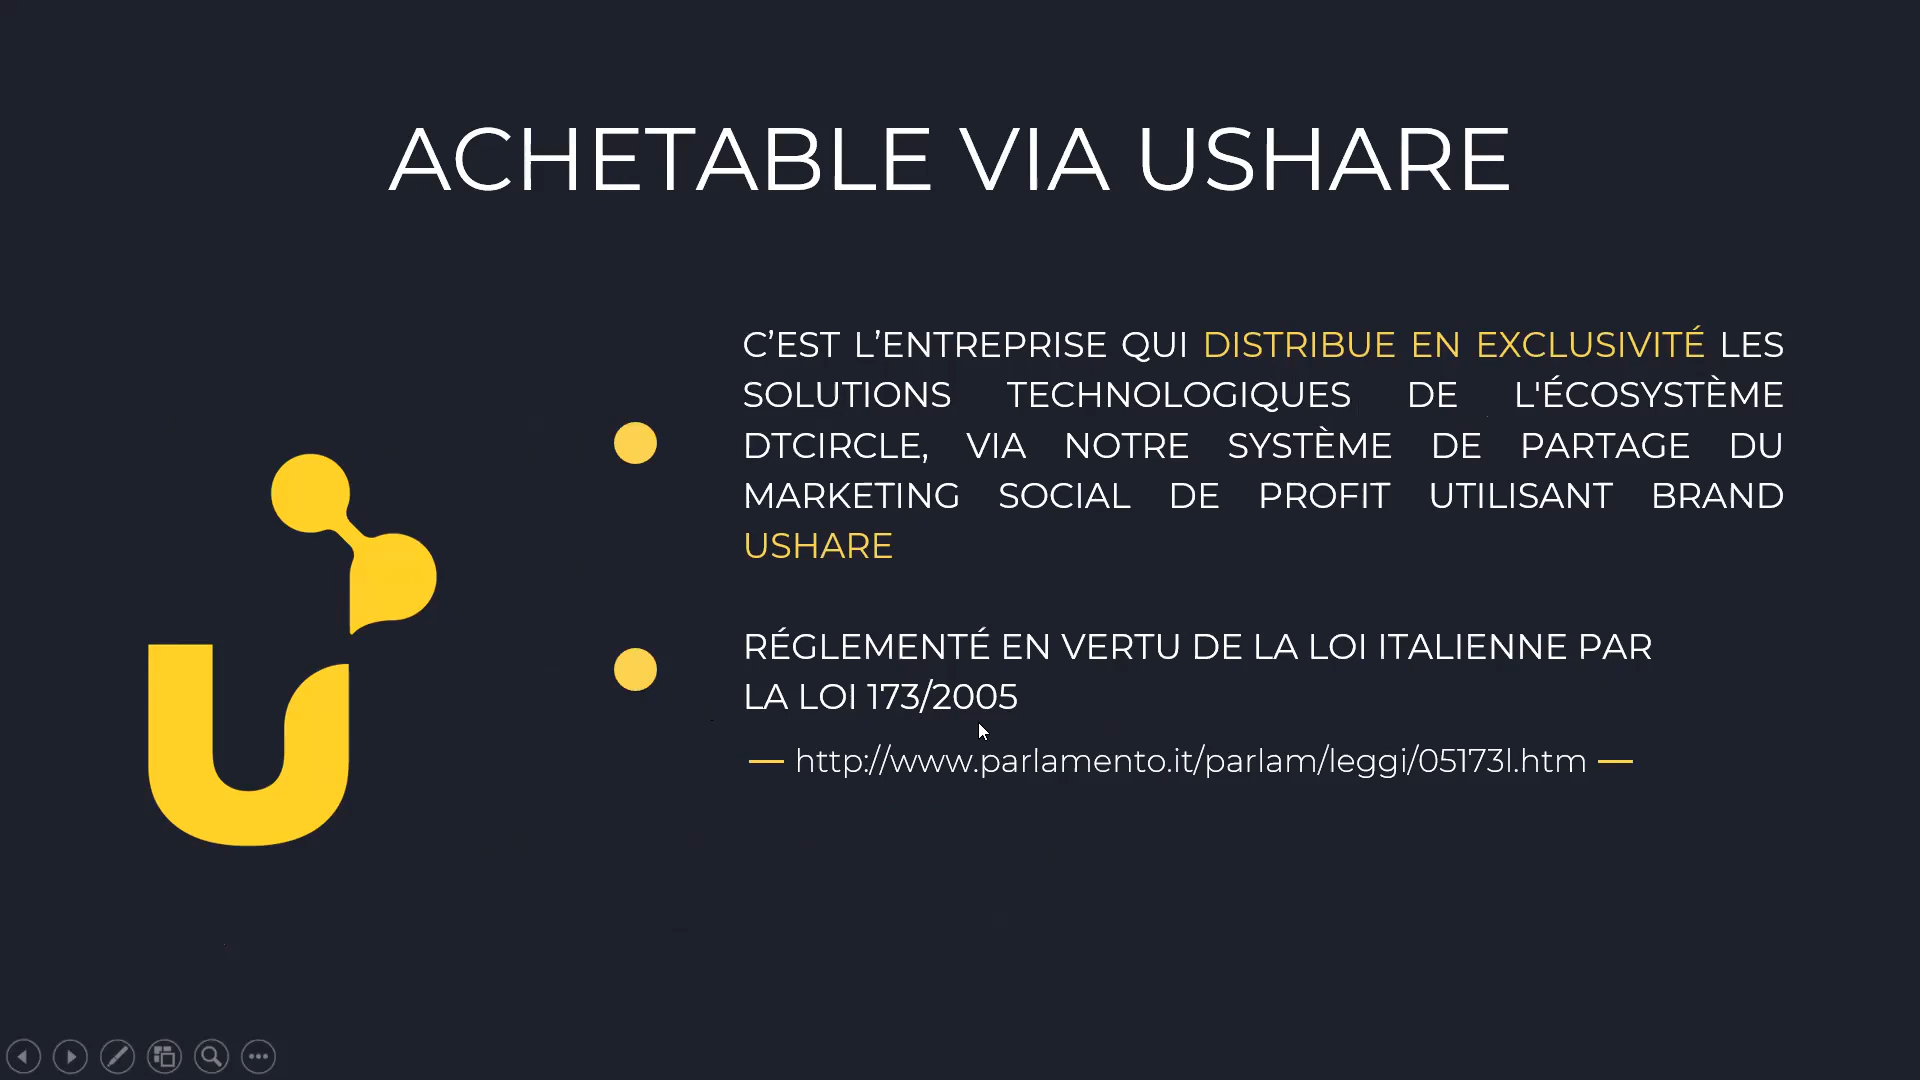 ACHETABLE VIA USHARE
C’EST L’ENTREPRISE QUI DISTRIBUE EN EXCLUSIVITÉ LES
SOLUTIONS TECHNOLOGIQUES DE L'ÉCOSYSTÈME
DTCIRCLE, VIA NOTRE SYSTÈME DE PARTAGE DU
MARKETING SOCIAL DE PROFIT UTILISANT BRAND
USHARE
RÉGLEMENTÉ EN VERTU DE LA LOI ITALIENNE PAR
LA LOI 173/2005
http://www.parlamento.it/parlam/leggi/05173l.htm